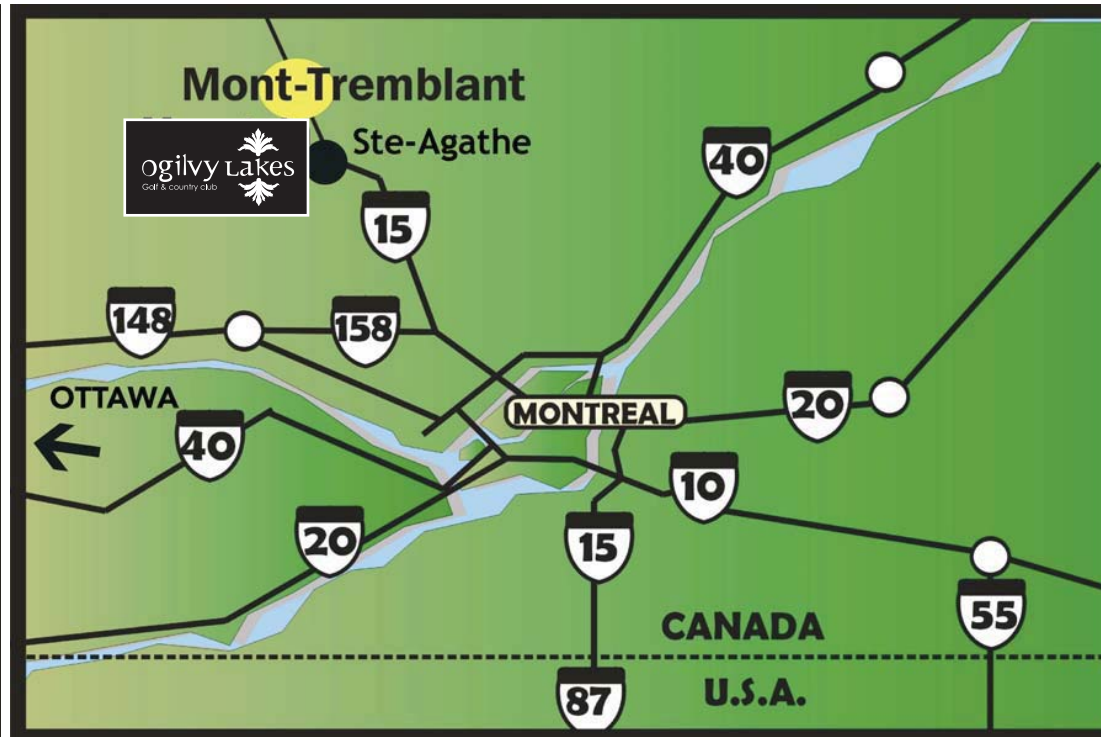 Mont-Tremblant
Ste-Agathe
Ogilvy Lakes
Golf & country club
40
15
148
158
OTTAWA
MONTREAL
20
40
10
20
15
55
CANADA
U.S.A.
87